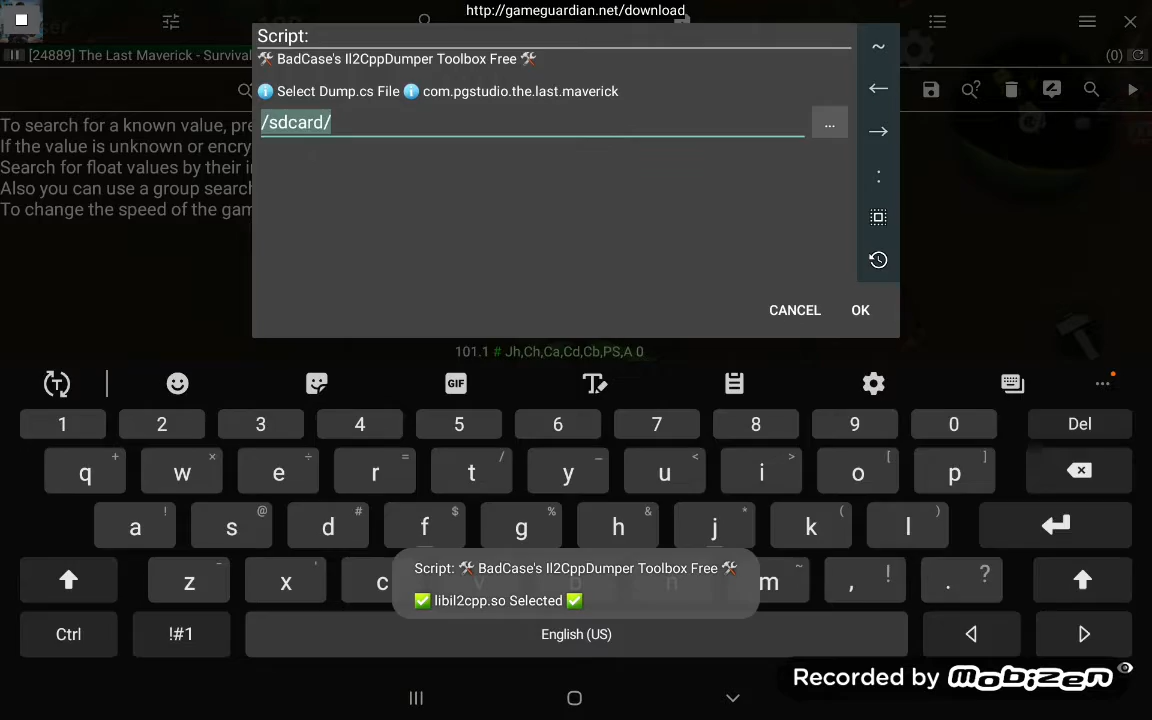 http://gameguardian.net/download
Script:
[24889] The Last Maverick - Survival
(0)
🛠 BadCase's Il2CppDumper Toolbox Free 🛠
ℹ Select Dump.cs File ℹ com.pgstudio.the.last.maverick
/sdcard/
...
~
←
→
:
To search for a known value, pre
If the value is unknown or encry
Search for float values by their i
Also you can use a group search
To change the speed of the gam
CANCEL OK
101.1 # Jh,Ch,Ca,Cd,Cb,PS,A 0
GIF
1 2 3 4 5 6 7 8 9 0 Del
q + w × e ÷ r = t / y _ u < i > o [ p ]
a ! s @ d # f $ g % h & j * k ( l )
z - x ' c m ~ , ! . ?
Script: 🛠 BadCase's Il2CppDumper Toolbox Free 🛠
✅ libil2cpp.so Selected ✅
Ctrl !#1 English (US)
Recorded by Mobizen